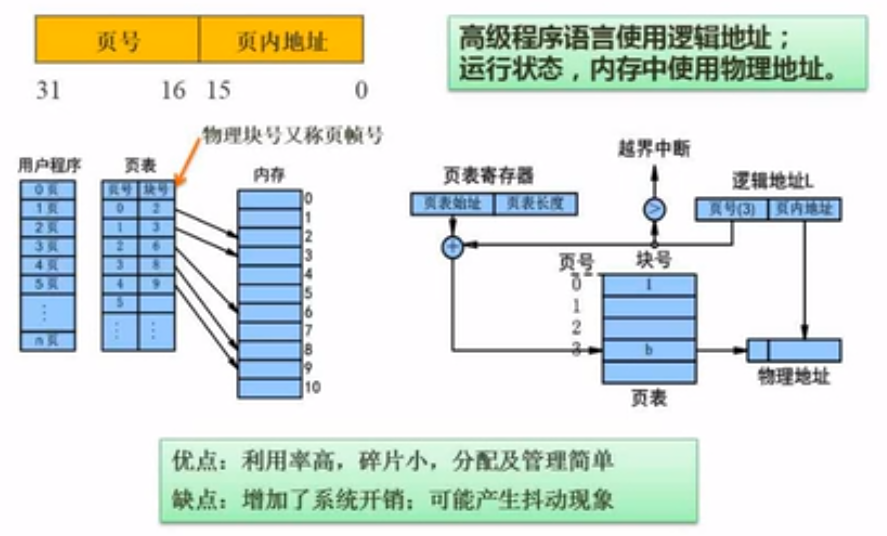 页号 页内地址
31 16 15 0
高级程序语言使用逻辑地址；
运行状态，内存中使用物理地址。
物理块号又称页帧号
用户程序
0页
1页
2页
3页
4页
5页
⋮
n页
页表
页号 块号
0 2
1 3
2 6
3 8
4 9
5
⋮ ⋮
内存
0
1
2
3
4
5
6
7
8
9
10
页表寄存器
页表始址 页表长度
越界中断
>
+
逻辑地址L
页号(3) 页内地址
页号 块号
0 1
1
2
3 b
页表
物理地址
优点：利用率高，碎片小，分配及管理简单
缺点：增加了系统开销；可能产生抖动现象